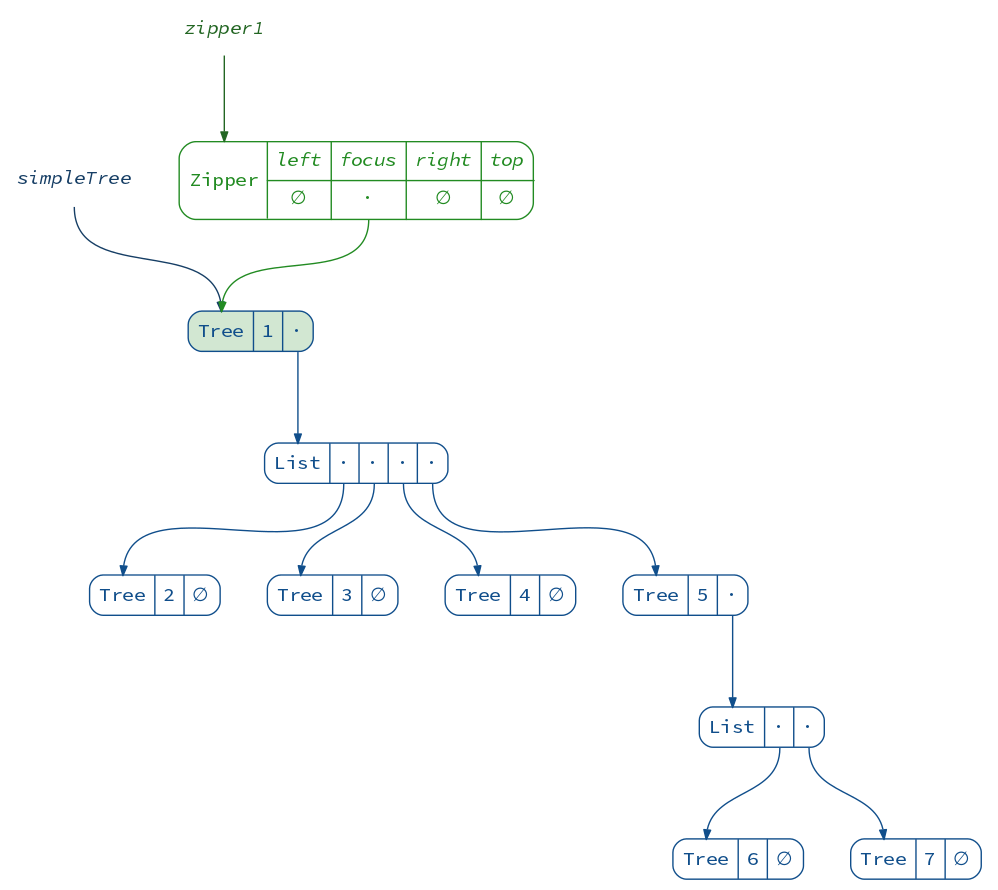 zipper1
simpleTree
Zipper left focus right top
∅ · ∅ ∅
Tree 1 ·
List · · · ·
Tree 2 ∅
Tree 3 ∅
Tree 4 ∅
Tree 5 ·
List · ·
Tree 6 ∅
Tree 7 ∅